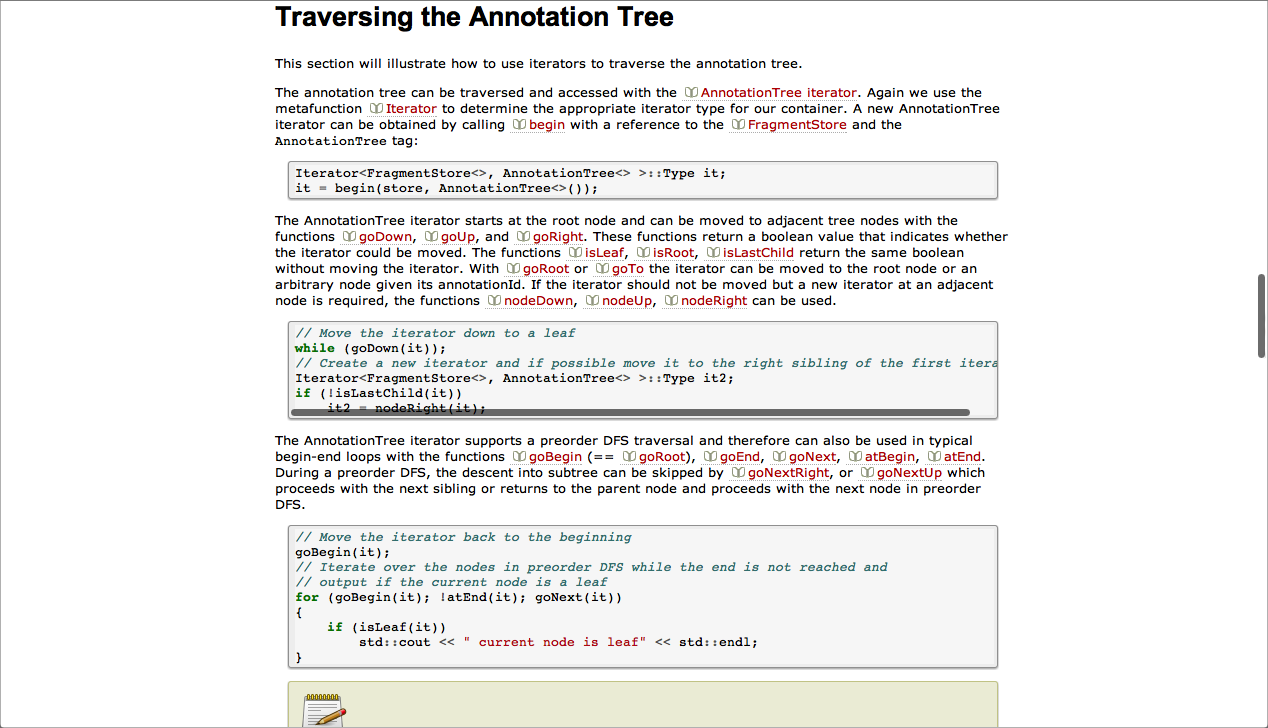 Traversing the Annotation Tree
This section will illustrate how to use iterators to traverse the annotation tree.
The annotation tree can be traversed and accessed with the AnnotationTree iterator. Again we use the
metafunction Iterator to determine the appropriate iterator type for our container. A new AnnotationTree
iterator can be obtained by calling begin with a reference to the FragmentStore and the
AnnotationTree tag:
Iterator<FragmentStore<>, AnnotationTree<> >::Type it;
it = begin(store, AnnotationTree<>());
The AnnotationTree iterator starts at the root node and can be moved to adjacent tree nodes with the
functions goDown, goUp, and goRight. These functions return a boolean value that indicates whether
the iterator could be moved. The functions isLeaf, isRoot, isLastChild return the same boolean
without moving the iterator. With goRoot or goTo the iterator can be moved to the root node or an
arbitrary node given its annotationId. If the iterator should not be moved but a new iterator at an adjacent
node is required, the functions nodeDown, nodeUp, nodeRight can be used.
// Move the iterator down to a leaf
while (goDown(it));
// Create a new iterator and if possible move it to the right sibling of the first itera
Iterator<FragmentStore<>, AnnotationTree<> >::Type it2;
if (!isLastChild(it))
    it2 = nodeRight(it);
The AnnotationTree iterator supports a preorder DFS traversal and therefore can also be used in typical
begin-end loops with the functions goBegin (== goRoot), goEnd, goNext, atBegin, atEnd.
During a preorder DFS, the descent into subtree can be skipped by goNextRight, or goNextUp which
proceeds with the next sibling or returns to the parent node and proceeds with the next node in preorder
DFS.
// Move the iterator back to the beginning
goBegin(it);
// Iterate over the nodes in preorder DFS while the end is not reached and
// output if the current node is a leaf
for (goBegin(it); !atEnd(it); goNext(it))
{
    if (isLeaf(it))
        std::cout << " current node is leaf" << std::endl;
}